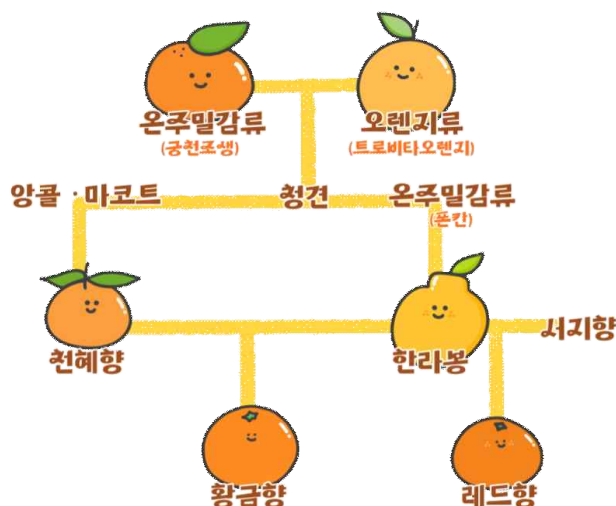 온주밀감류 오렌지류
(궁천조생) (트로비타오렌지)
앙콜·마코트 청견 온주밀감류
(폰칸)
서지향
천혜향 한라봉
황금향 레드향